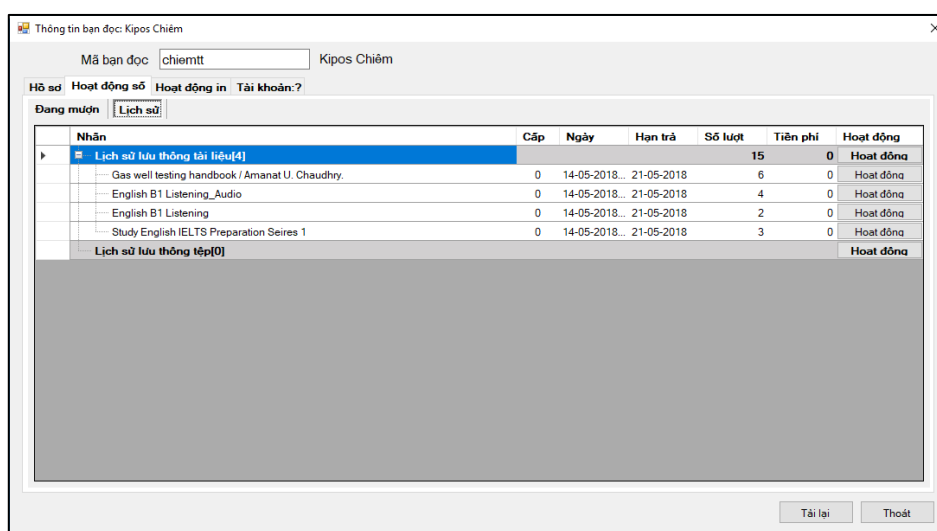 Thông tin bạn đọc: Kipos Chiêm
Mã bạn đọc chiemtt Kipos Chiêm
Hồ sơ Hoạt động số Hoạt động in Tài khoản:?
Đang mượn Lịch sử
Nhãn Cấp Ngày Hạn trả Số lượt Tiền phí Hoạt động
Lịch sử lưu thông tài liệu[4] 15 0 Hoạt động
Gas well testing handbook / Amanat U. Chaudhry. 0 14-05-2018... 21-05-2018 6 0 Hoạt động
English B1 Listening_Audio 0 14-05-2018... 21-05-2018 4 0 Hoạt động
English B1 Listening 0 14-05-2018... 21-05-2018 2 0 Hoạt động
Study English IELTS Preparation Seires 1 0 14-05-2018... 21-05-2018 3 0 Hoạt động
Lịch sử lưu thông tệp[0] Hoạt động
Tải lại Thoát